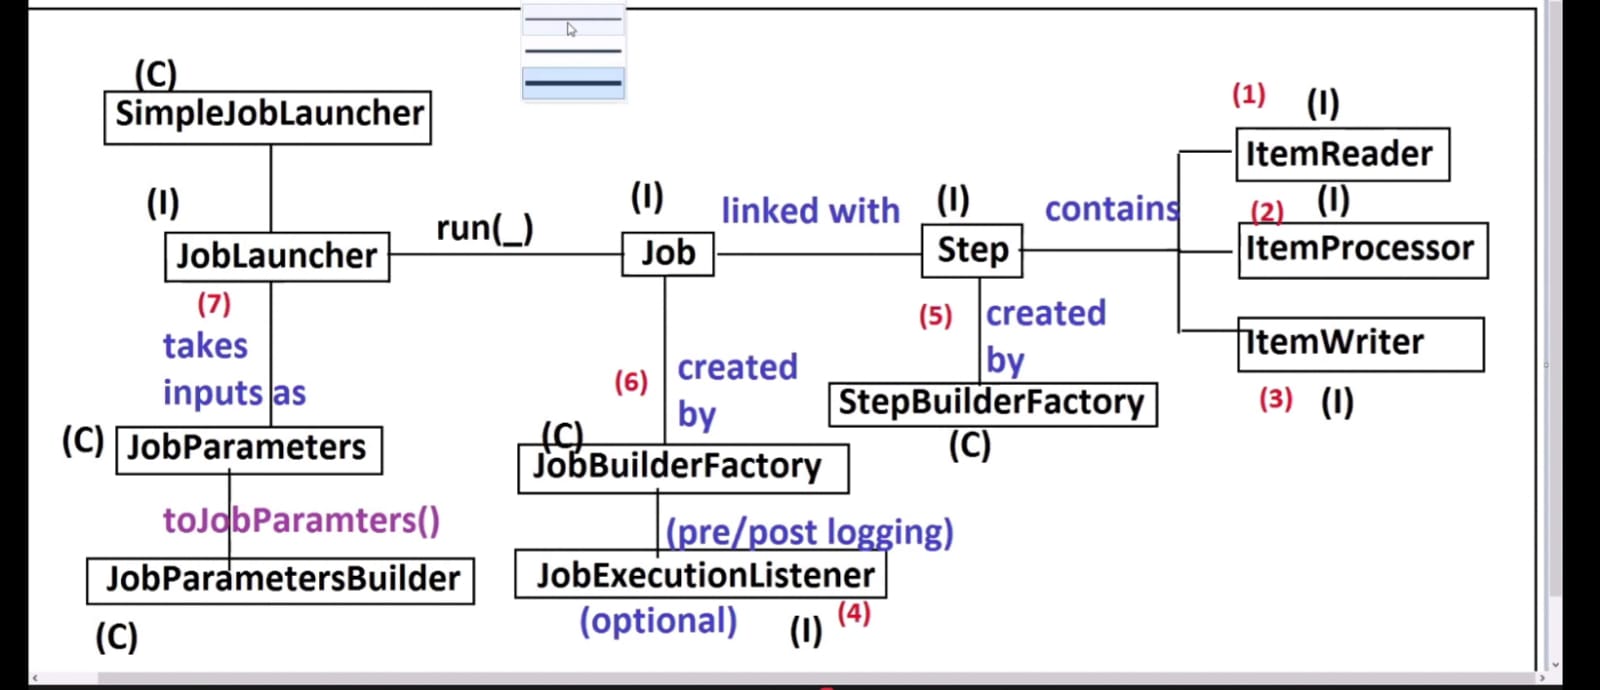 (C)
SimpleJobLauncher
(I)
JobLauncher
(7)
takes
inputs as
(C) JobParameters
toJobParamters()
JobParametersBuilder
(C)
run(_)
(I)
Job
(6)
created
by
(C)
JobBuilderFactory
(pre/post logging)
JobExecutionListener
(optional)
(I) (4)
linked with
(I)
Step
(5)
created
by
StepBuilderFactory
(C)
contains
(1) (I)
ItemReader
(2) (I)
ItemProcessor
ItemWriter
(3) (I)